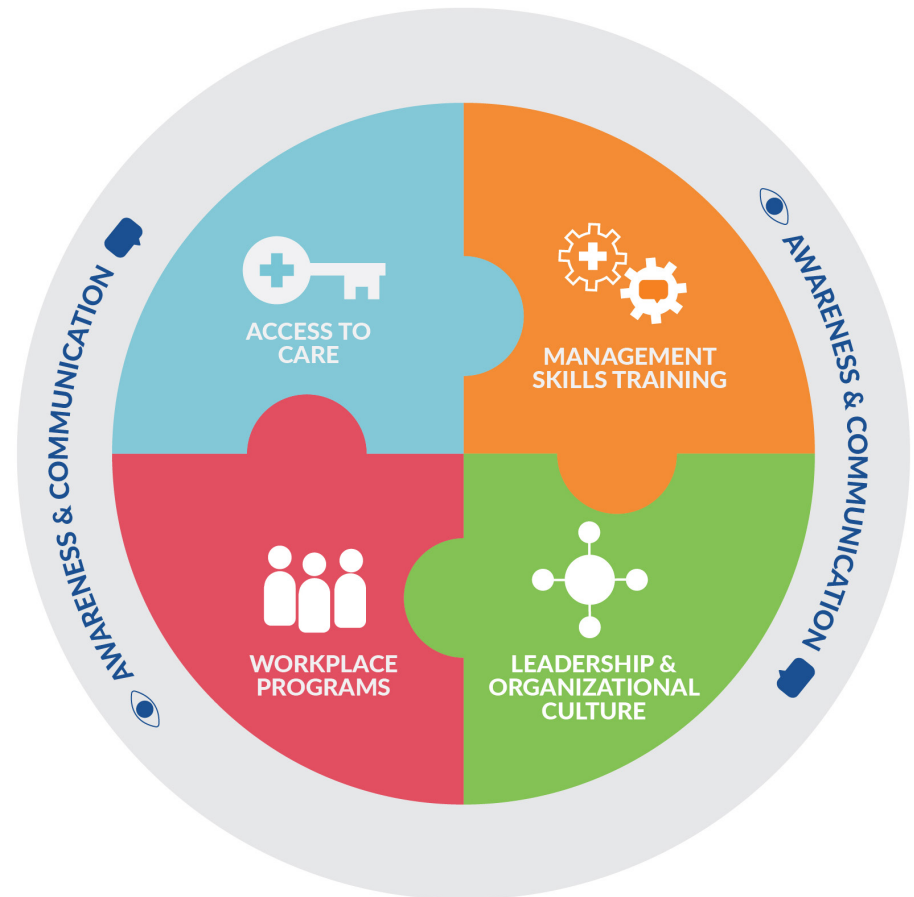 AWARENESS & COMMUNICATION
ACCESS TO
CARE
MANAGEMENT
SKILLS TRAINING
AWARENESS & COMMUNICATION
WORKPLACE
PROGRAMS
LEADERSHIP &
ORGANIZATIONAL
CULTURE